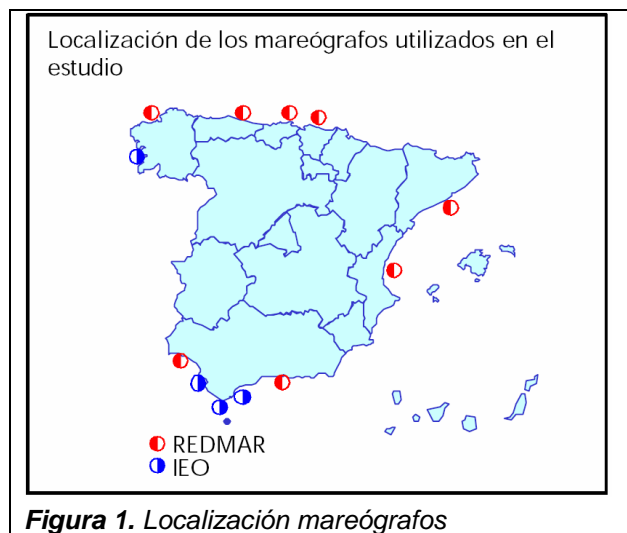 Localización de los mareógrafos utilizados en el
estudio
REDMAR
IEO
Figura 1. Localización mareógrafos